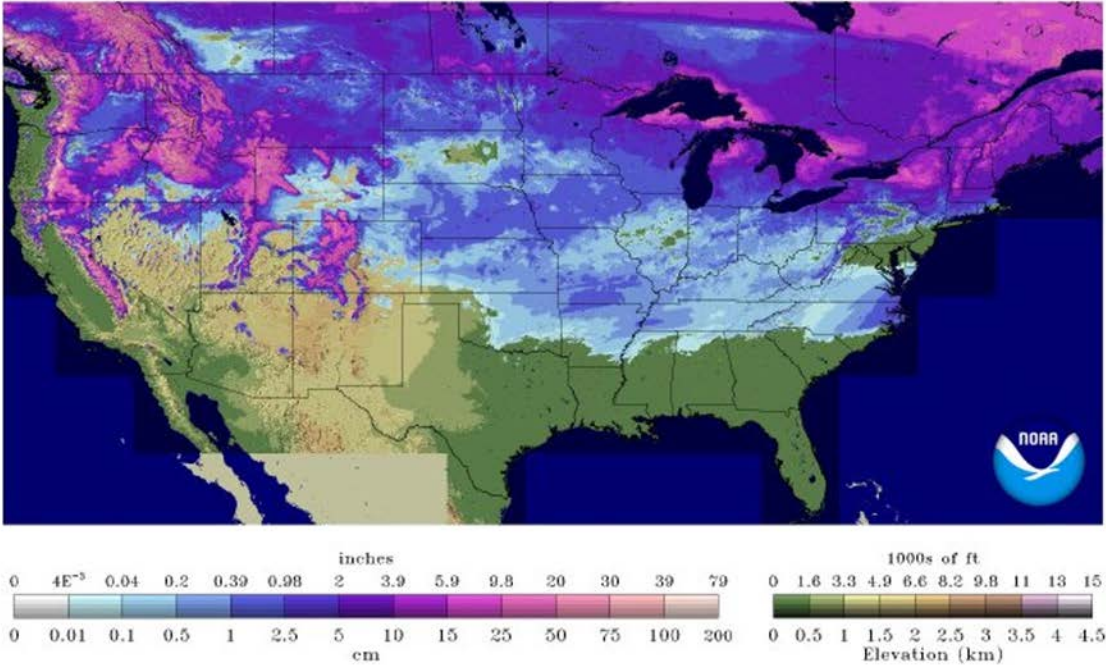 NOAA
inches
0 4E⁻³ 0.04 0.2 0.39 0.98 2 3.9 5.9 9.8 20 30 39 79
0 0.01 0.1 0.5 1 2.5 5 10 15 25 50 75 100 200
cm
1000s of ft
0 1.6 3.3 4.9 6.6 8.2 9.8 11 13 15
0 0.5 1 1.5 2 2.5 3 3.5 4 4.5
Elevation (km)